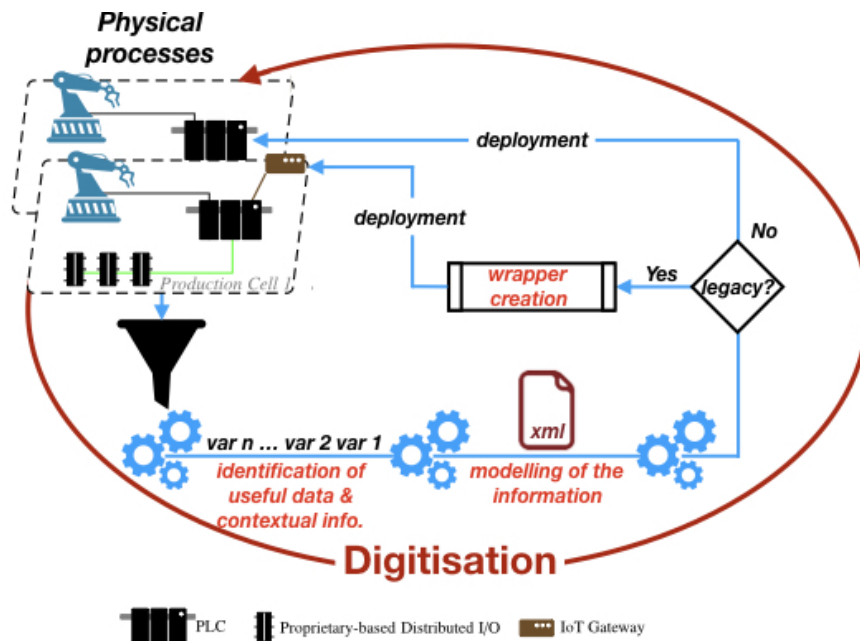 Physical
processes
deployment
deployment
No
Yes
wrapper
creation
legacy?
Production Cell 1
xml
var n ... var 2 var 1
identification of
useful data &
contextual info.
modelling of the
information
Digitisation
PLC
Proprietary-based Distributed I/O
IoT Gateway